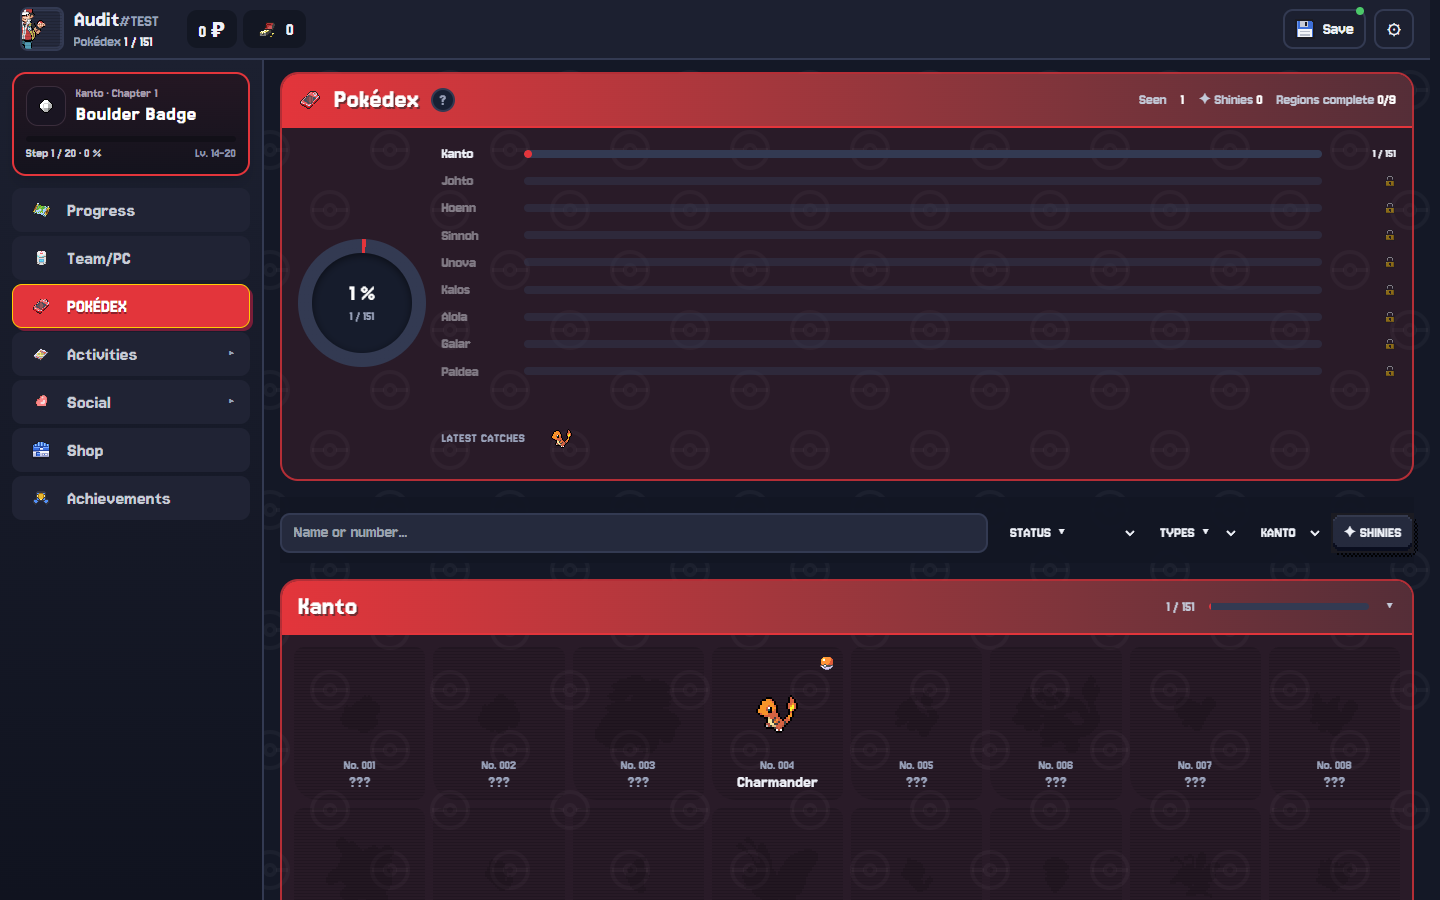 Audit#TEST
Pokédex 1 / 151
0 ₽
0
Save
Kanto · Chapter 1
Boulder Badge
Step 1 / 20 · 0 %
Lv. 14-20
Progress
Team/PC
POKÉDEX
Activities
Social
Shop
Achievements
Pokédex ?
Seen 1 ✦ Shinies 0 Regions complete 0/9
Kanto 1 / 151
Johto
Hoenn
Sinnoh
Unova
Kalos
Alola
Galar
Paldea
1 %
1 / 151
LATEST CATCHES
Name or number...
STATUS ▼
TYPES ▼
KANTO
✦ SHINIES
Kanto
1 / 151
No. 001
???
No. 002
???
No. 003
???
No. 004
Charmander
No. 005
???
No. 006
???
No. 007
???
No. 008
???